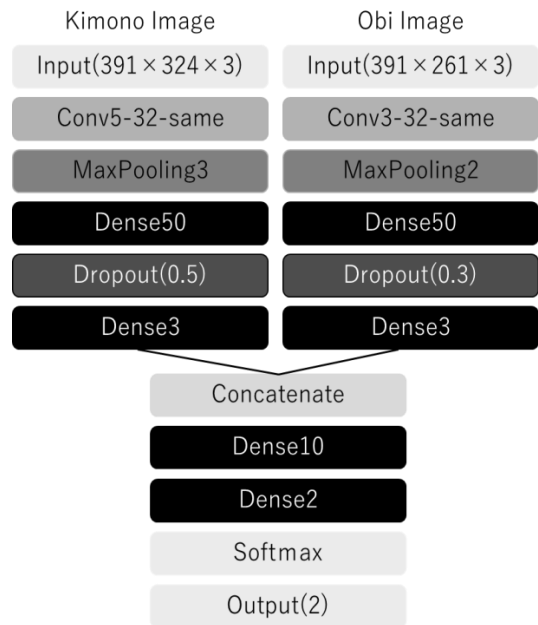 Kimono Image
Obi Image
Input(391×324×3)
Input(391×261×3)
Conv5-32-same
Conv3-32-same
MaxPooling3
MaxPooling2
Dense50
Dense50
Dropout(0.5)
Dropout(0.3)
Dense3
Dense3
Concatenate
Dense10
Dense2
Softmax
Output(2)